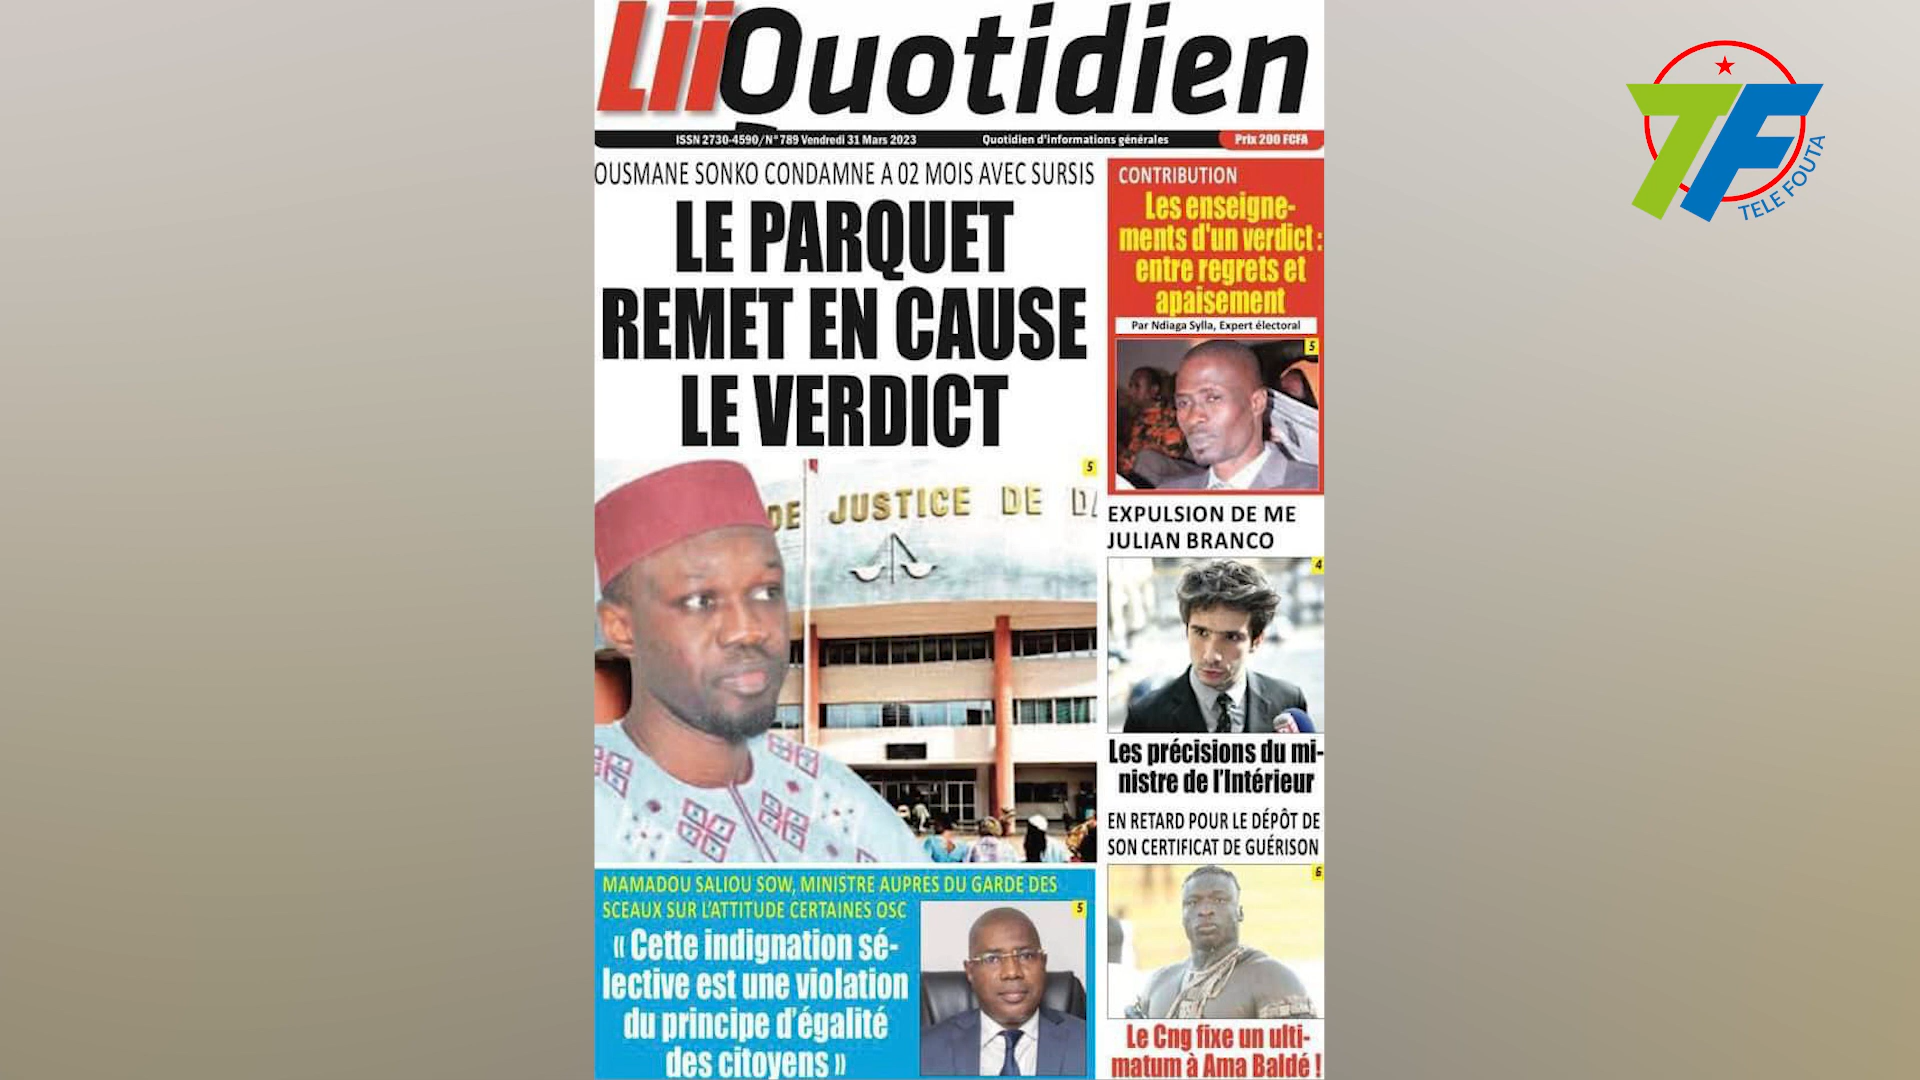 Lii Quotidien
ISSN 2730-4590/N°789 Vendredi 31 Mars 2023
Quotidien d'informations générales
Prix 200 FCFA
OUSMANE SONKO CONDAMNE A 02 MOIS AVEC SURSIS
LE PARQUET
REMET EN CAUSE
LE VERDICT
5
DE JUSTICE DE DA
MAMADOU SALIOU SOW, MINISTRE AUPRES DU GARDE DES
SCEAUX SUR L'ATTITUDE CERTAINES OSC
5
« Cette indignation sé-
lective est une violation
du principe d'égalité
des citoyens »
CONTRIBUTION
Les enseigne-
ments d'un verdict :
entre regrets et
apaisement
Par Ndiaga Sylla, Expert électoral
5
EXPULSION DE ME
JULIAN BRANCO
4
Les précisions du mi-
nistre de l'Intérieur
EN RETARD POUR LE DÉPÔT DE
SON CERTIFICAT DE GUÉRISON
6
Le Cng fixe un ulti-
matum à Ama Baldé !
TF
TELE FOUTA